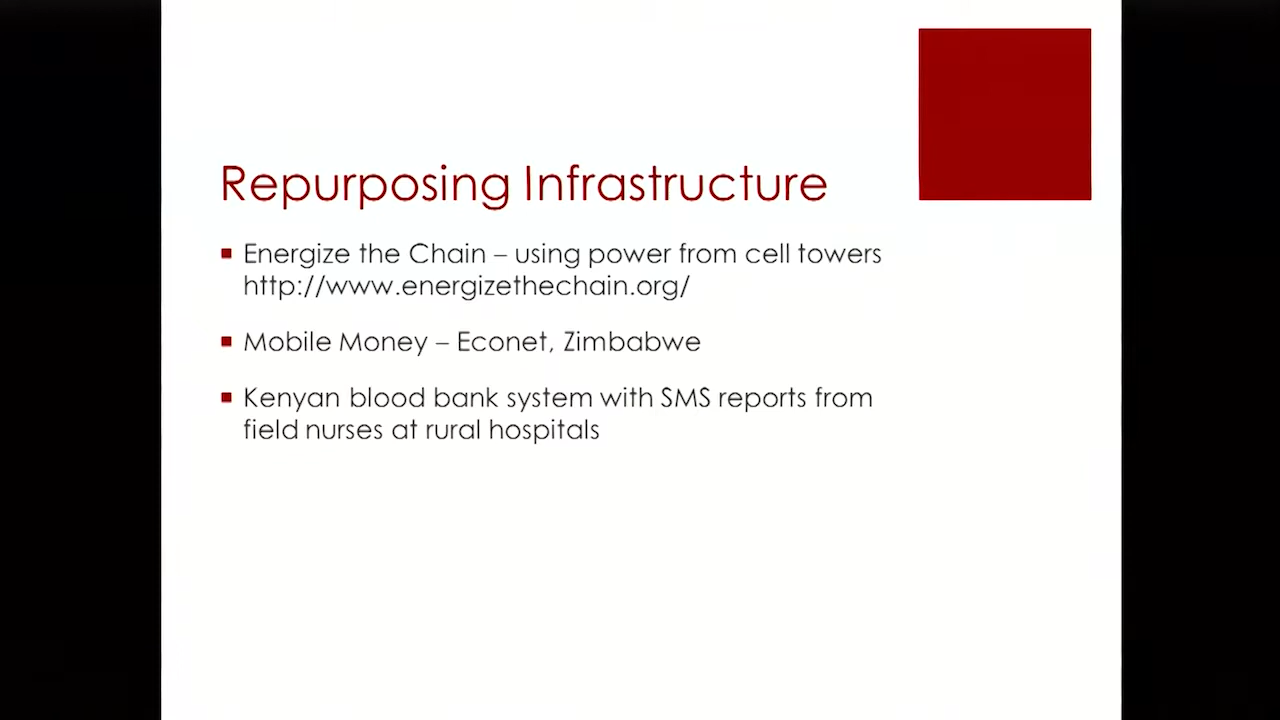 Repurposing Infrastructure
Energize the Chain – using power from cell towers
http://www.energizethechain.org/
Mobile Money – Econet, Zimbabwe
Kenyan blood bank system with SMS reports from
field nurses at rural hospitals